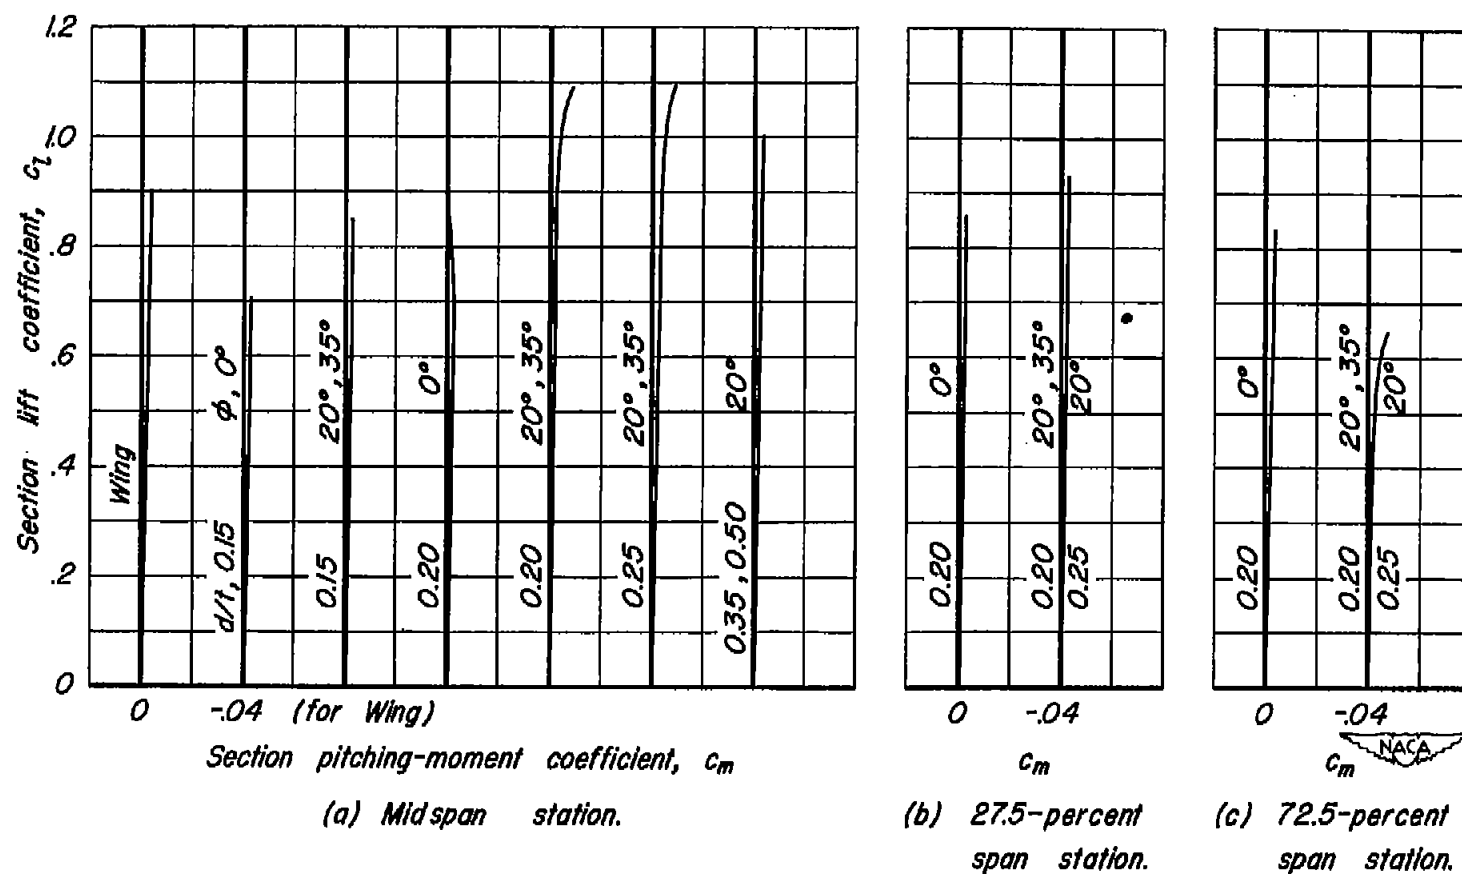 1.2
1.0
.8
.6
.4
.2
0
Section lift coefficient, cl
Wing
d/t, 0.15 ϕ, 0°
0.15 20°, 35°
0.20 0°
0.20 20°, 35°
0.25 20°, 35°
0.35, 0.50 20°
0 -.04 (for Wing)
Section pitching-moment coefficient, cm
(a) Midspan station.
0.20 0°
0.20 20°, 35°
0.25 20°
0 -.04
cm
(b) 27.5-percent
span station.
0.20 0°
0.20 20°, 35°
0.25 20°
0 -.04
cm
NACA
(c) 72.5-percent
span station.